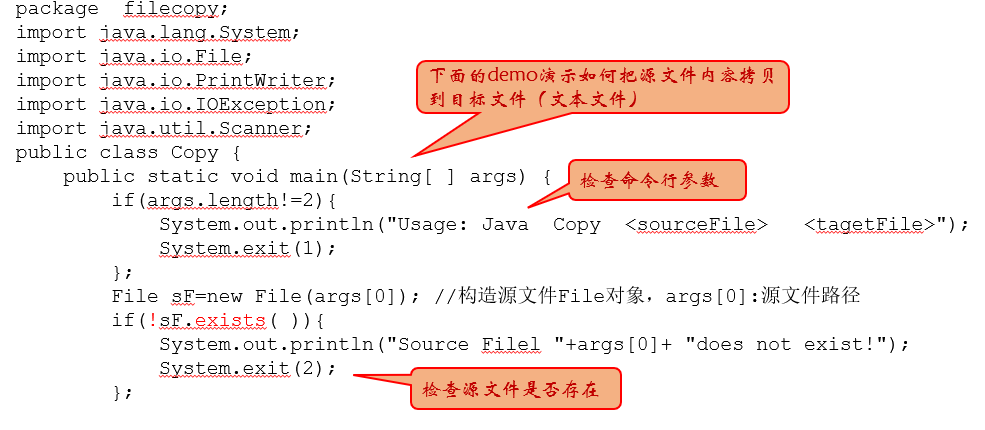 package  filecopy;
import java.lang.System;
import java.io.File;
import java.io.PrintWriter;
import java.io.IOException;
import java.util.Scanner;
下面的demo演示如何把源文件内容拷贝
到目标文件（文本文件）
public class Copy {
public static void main(String[ ] args) {
检查命令行参数
if(args.length!=2){
System.out.println("Usage: Java  Copy  <sourceFile>   <tagetFile>");
System.exit(1);
};
File sF=new File(args[0]); //构造源文件File对象，args[0]:源文件路径
if(!sF.exists( )){
System.out.println("Source Filel "+args[0]+ "does not exist!");
System.exit(2);
检查源文件是否存在
};